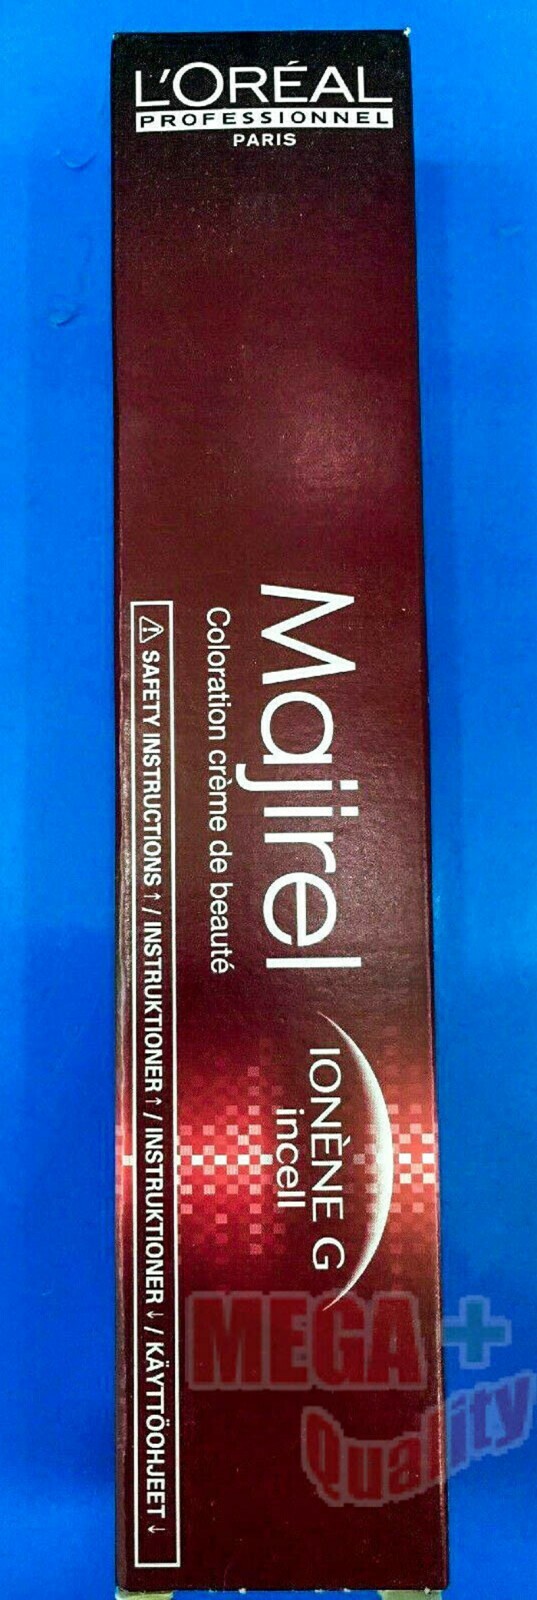 L'ORÉAL
PROFESSIONNEL
PARIS
Majirel
Coloration crème de beauté
IONÈNE G
incell
⚠ SAFETY INSTRUCTIONS ↑ / INSTRUKTIONER ↑ / INSTRUKTIONER ↓ / KÄYTTÖOHJEET ↓
MEGA +
Quality